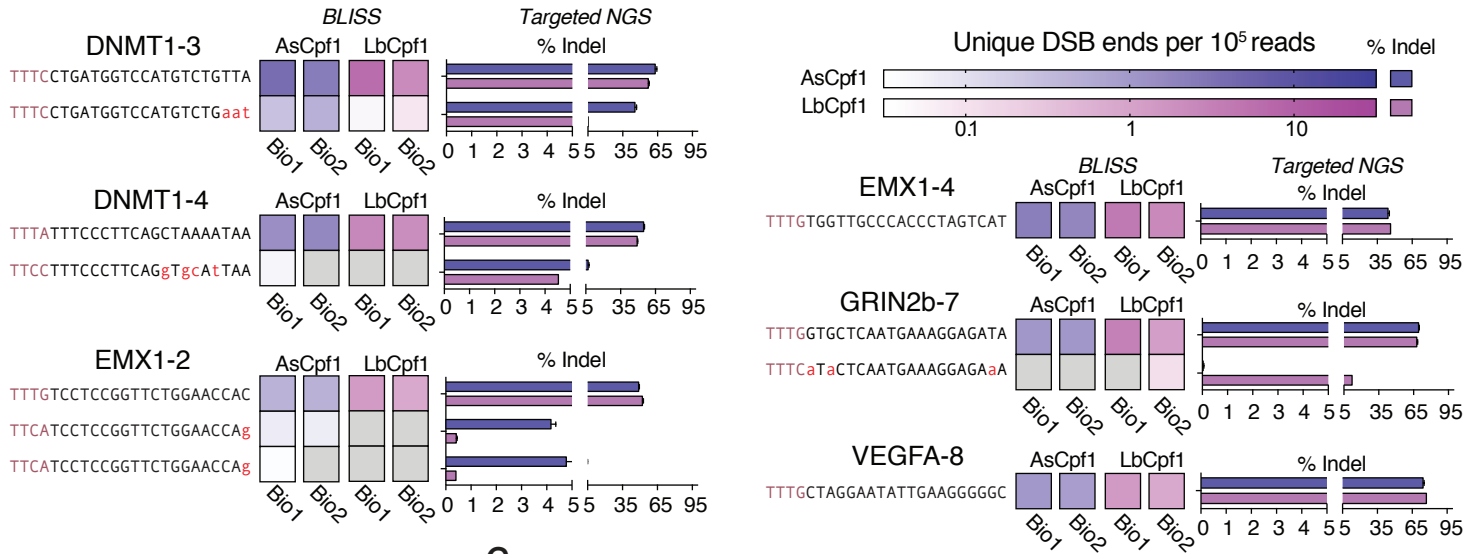 BLISS Targeted NGS
DNMT1-3 AsCpf1 LbCpf1 % Indel
TTTCCTGATGGTCCATGTCTGTTA
TTTCCTGATGGTCCATGTCTGaat
Bio1 Bio2 Bio1 Bio2
0 1 2 3 4 5 5 35 65 95
DNMT1-4 AsCpf1 LbCpf1 % Indel
TTTATTTCCCTTCAGCTAAAATAA
TTCCTTTCCCTTCAGgTgcAtTAA
Bio1 Bio2 Bio1 Bio2
0 1 2 3 4 5 5 35 65 95
EMX1-2 AsCpf1 LbCpf1 % Indel
TTTGTCCTCCGGTTCTGGAACCAC
TTCATCCTCCGGTTCTGGAACCAg
TTCATCCTCCGGTTCTGGAACCAg
Bio1 Bio2 Bio1 Bio2
0 1 2 3 4 5 5 35 65 95
Unique DSB ends per 10⁵ reads % Indel
AsCpf1
LbCpf1
0.1 1 10
BLISS Targeted NGS
EMX1-4 AsCpf1 LbCpf1 % Indel
TTTGTGGTTGCCCACCCTAGTCAT
Bio1 Bio2 Bio1 Bio2
0 1 2 3 4 5 5 35 65 95
GRIN2b-7 AsCpf1 LbCpf1 % Indel
TTTGGTGCTCAATGAAAGGAGATA
TTTCaTaCTCAATGAAAGGAGAaA
Bio1 Bio2 Bio1 Bio2
0 1 2 3 4 5 5 35 65 95
VEGFA-8 AsCpf1 LbCpf1 % Indel
TTTGCTAGGAATATTGAAGGGGGC
Bio1 Bio2 Bio1 Bio2
0 1 2 3 4 5 5 35 65 95